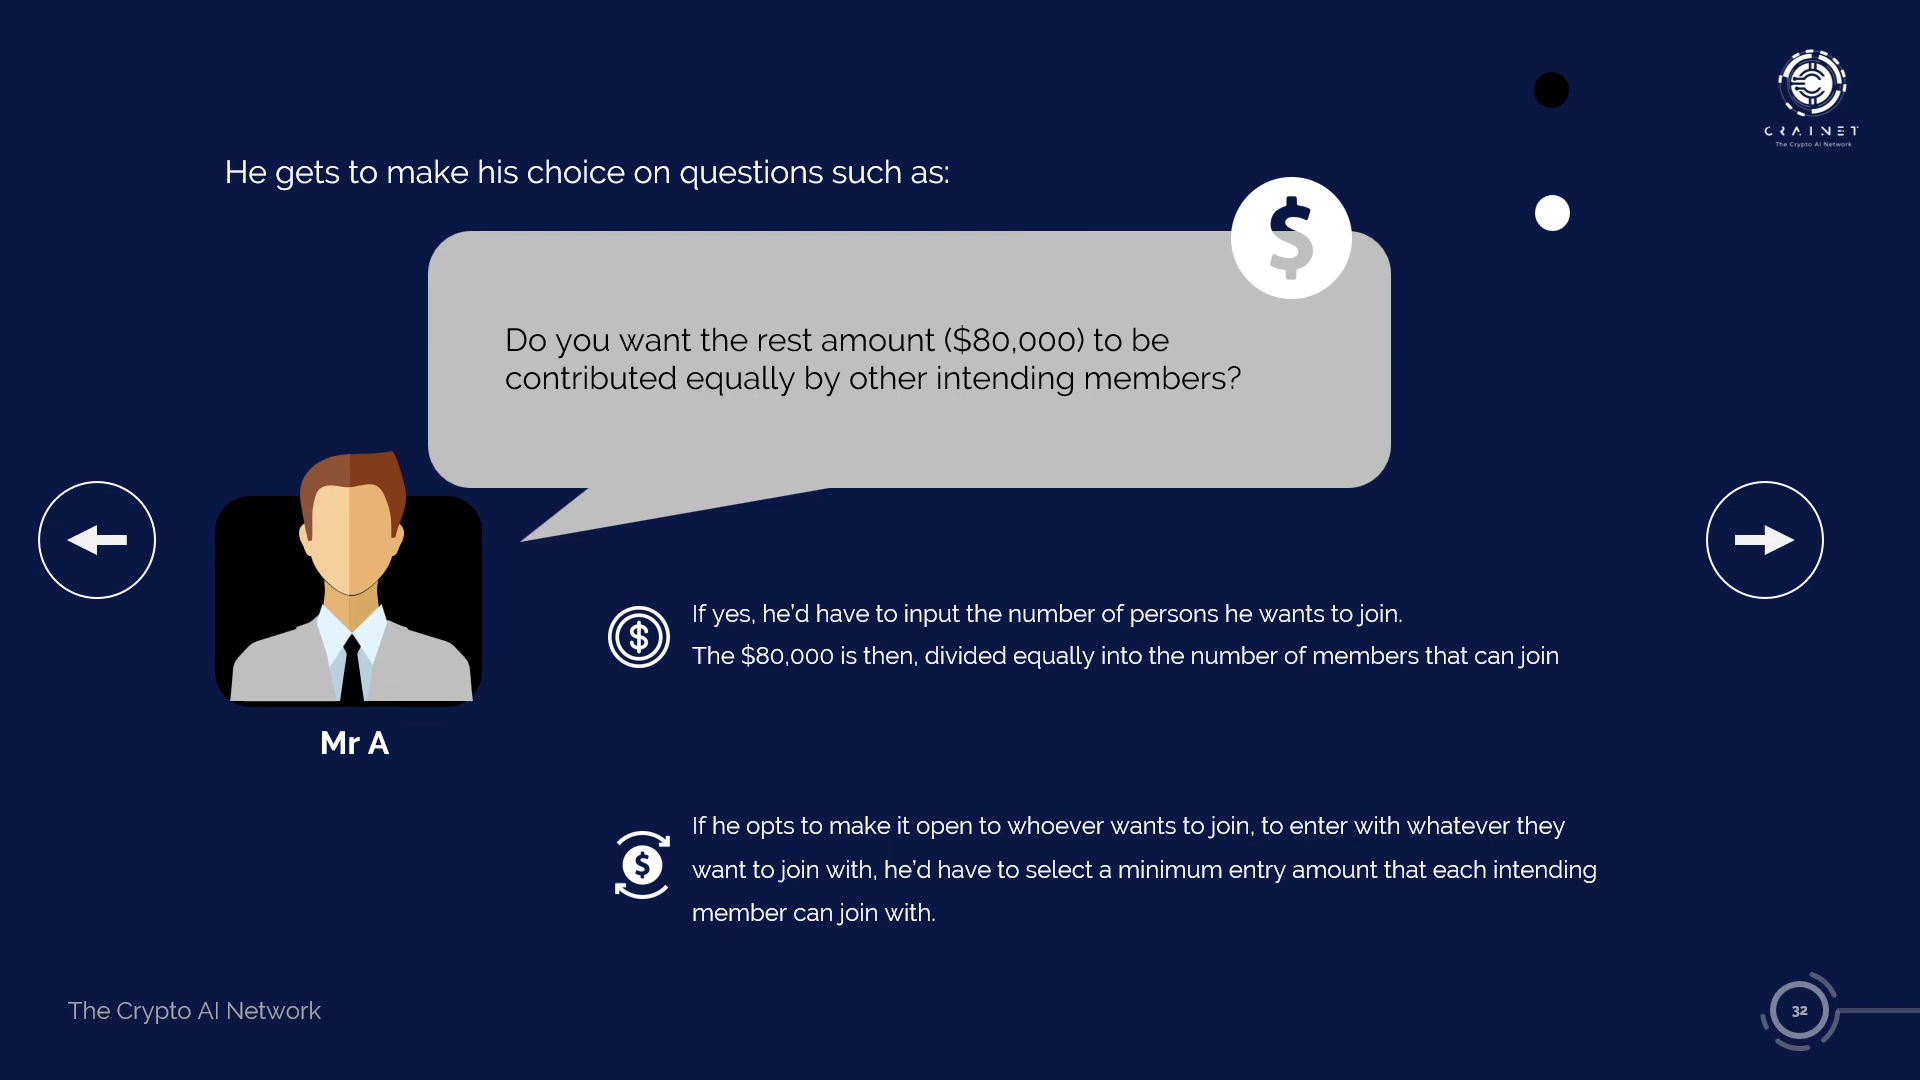 CRAINET
The Crypto AI Network
He gets to make his choice on questions such as:
$
Do you want the rest amount ($80,000) to be
contributed equally by other intending members?
If yes, he’d have to input the number of persons he wants to join.
$
The $80,000 is then, divided equally into the number of members that can join
Mr A
If he opts to make it open to whoever wants to join, to enter with whatever they
$
want to join with, he’d have to select a minimum entry amount that each intending
member can join with.
The Crypto AI Network
32